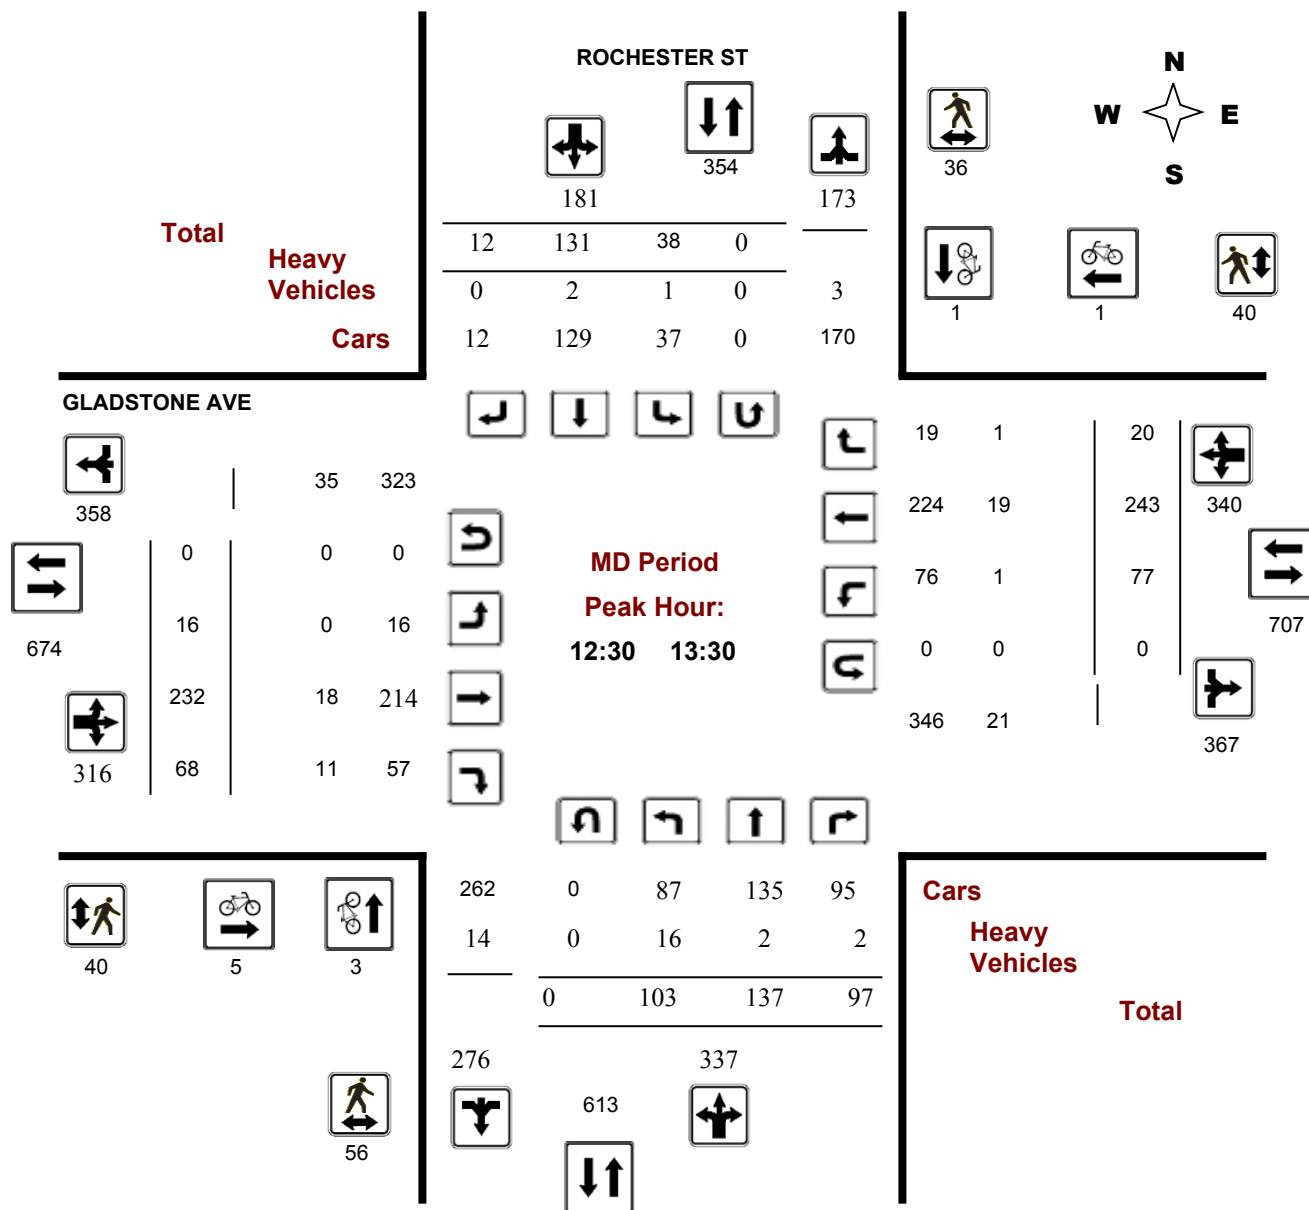 ROCHESTER ST
N
W E
S
354
36
181
173
Total
12 131 38 0
Heavy
Vehicles
0 2 1 0 3
1 1 40
Cars
12 129 37 0 170
GLADSTONE AVE
19 1 20
35 323
358
224 19 243 340
0 0 0
MD Period
76 1 77
Peak Hour:
16 0 16
707
674
12:30 13:30
0 0 0
232 18 214
346 21
367
316 68 11 57
262 0 87 135 95
Cars
14 0 16 2 2
Heavy
Vehicles
40 5 3
0 103 137 97
Total
276 337
613
56